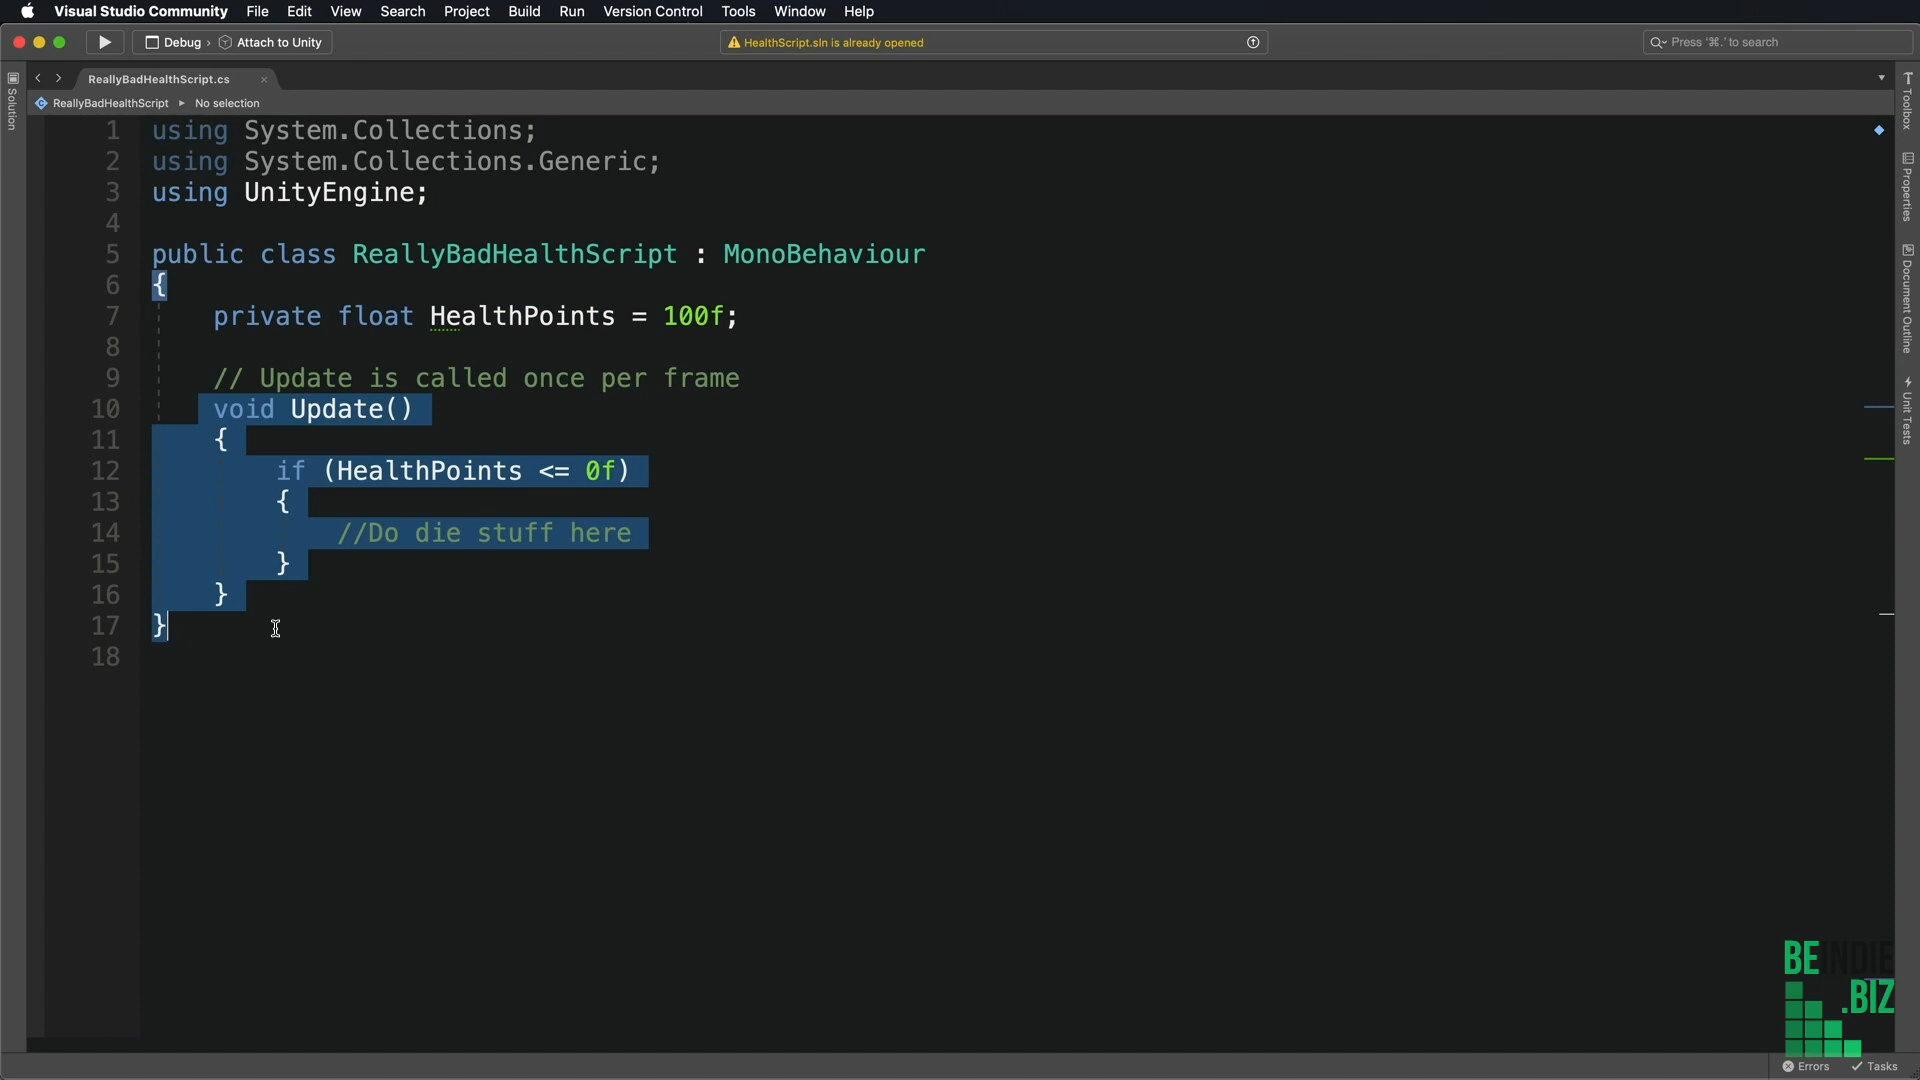 Visual Studio Community File Edit View Search Project Build Run Version Control Tools Window Help
Debug › Attach to Unity
HealthScript.sln is already opened
Press '⌘.' to search
ReallyBadHealthScript.cs
ReallyBadHealthScript ▸ No selection
Solution
Toolbox
Properties
Document Outline
Unit Tests
1 using System.Collections;
2 using System.Collections.Generic;
3 using UnityEngine;
4
5 public class ReallyBadHealthScript : MonoBehaviour
6 {
7     private float HealthPoints = 100f;
8
9     // Update is called once per frame
10     void Update()
11     {
12         if (HealthPoints <= 0f)
13         {
14             //Do die stuff here
15         }
16     }
17 }
18
BEINDIE
.BIZ
Errors Tasks